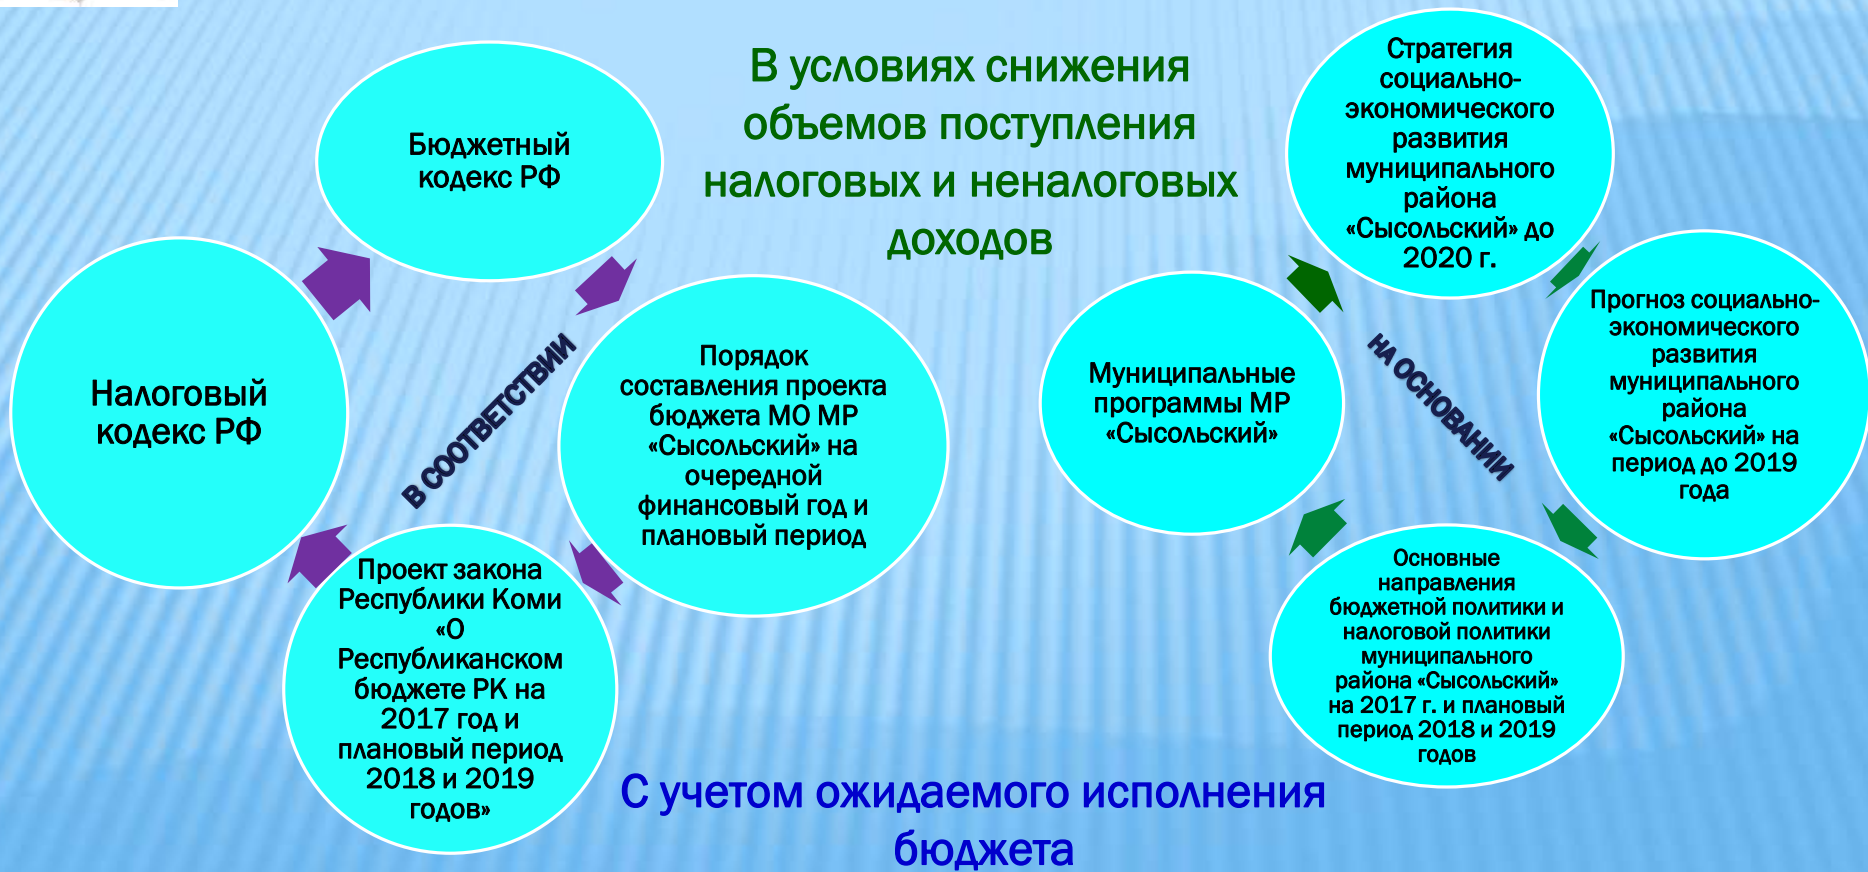 В условиях снижения
объемов поступления
налоговых и неналоговых
доходов
Бюджетный
кодекс РФ
Налоговый
кодекс РФ
В СООТВЕТСТВИИ
Порядок
составления проекта
бюджета МО МР
«Сысольский» на
очередной
финансовый год и
плановый период
Проект закона
Республики Коми
«О
Республиканском
бюджете РК на
2017 год и
плановый период
2018 и 2019
годов»
Стратегия
социально-
экономического
развития
муниципального
района
«Сысольский» до
2020 г.
Муниципальные
программы МР
«Сысольский»
НА ОСНОВАНИИ
Прогноз социально-
экономического
развития
муниципального
района
«Сысольский» на
период до 2019
года
Основные
направления
бюджетной политики и
налоговой политики
муниципального
района «Сысольский»
на 2017 г. и плановый
период 2018 и 2019
годов
С учетом ожидаемого исполнения
бюджета